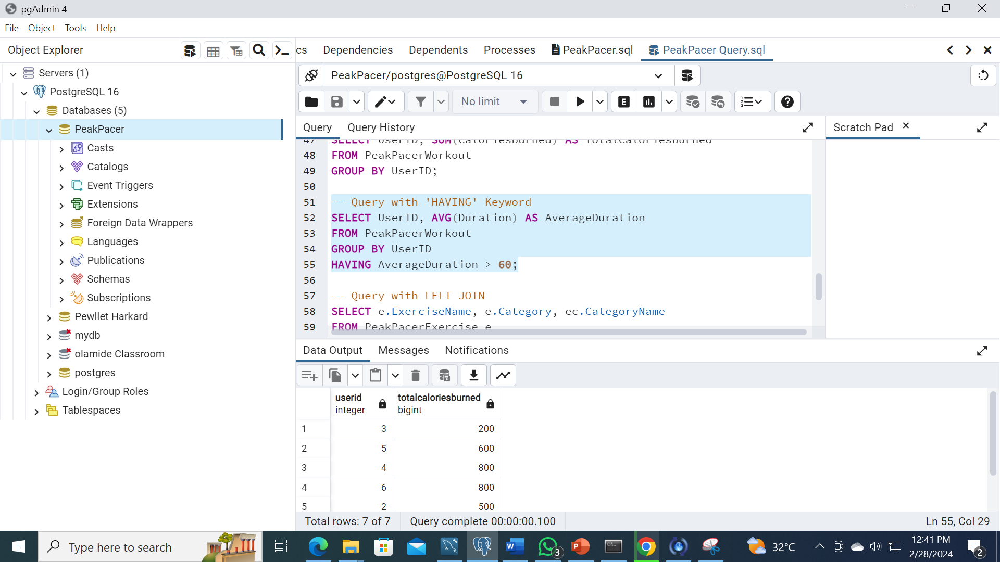 pgAdmin 4
File Object Tools Help
Object Explorer
cs Dependencies Dependents Processes PeakPacer.sql PeakPacer Query.sql
Servers (1)
PostgreSQL 16
Databases (5)
PeakPacer
Casts
Catalogs
Event Triggers
Extensions
Foreign Data Wrappers
Languages
Publications
Schemas
Subscriptions
Pewllet Harkard
mydb
olamide Classroom
postgres
Login/Group Roles
Tablespaces
PeakPacer/postgres@PostgreSQL 16
No limit
E
Query Query History
Scratch Pad
47 SELECT UserID, SUM(CaloriesBurned) AS TotalCaloriesBurned
48 FROM PeakPacerWorkout
49 GROUP BY UserID;
50
51 -- Query with 'HAVING' Keyword
52 SELECT UserID, AVG(Duration) AS AverageDuration
53 FROM PeakPacerWorkout
54 GROUP BY UserID
55 HAVING AverageDuration > 60;
56
57 -- Query with LEFT JOIN
58 SELECT e.ExerciseName, e.Category, ec.CategoryName
59 FROM PeakPacerExercise e
Data Output Messages Notifications
userid totalcaloriesburned
integer bigint
1 3 200
2 5 600
3 4 800
4 6 800
5 2 500
Total rows: 7 of 7 Query complete 00:00:00.100 Ln 55, Col 29
Type here to search
3
32°C
12:41 PM
2/28/2024
2